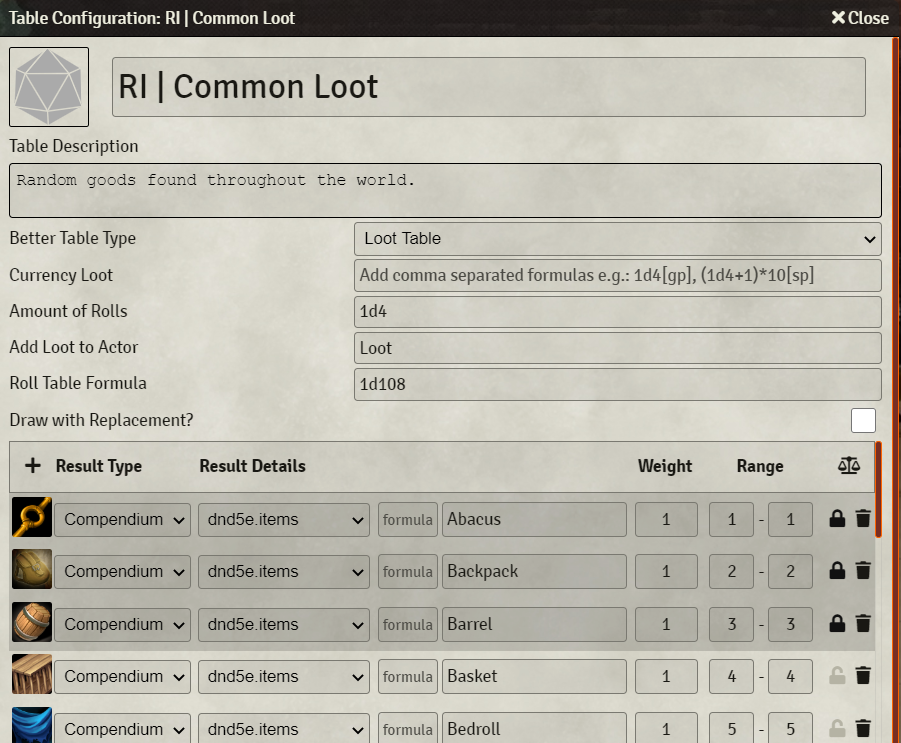 Table Configuration: RI | Common Loot Close
RI | Common Loot
Table Description
Random goods found throughout the world.
Better Table Type Loot Table
Currency Loot Add comma separated formulas e.g.: 1d4[gp], (1d4+1)*10[sp]
Amount of Rolls 1d4
Add Loot to Actor Loot
Roll Table Formula 1d108
Draw with Replacement?
+ Result Type Result Details Weight Range
Compendium dnd5e.items formula Abacus 1 1 - 1
Compendium dnd5e.items formula Backpack 1 2 - 2
Compendium dnd5e.items formula Barrel 1 3 - 3
Compendium dnd5e.items formula Basket 1 4 - 4
Compendium dnd5e.items formula Bedroll 1 5 - 5